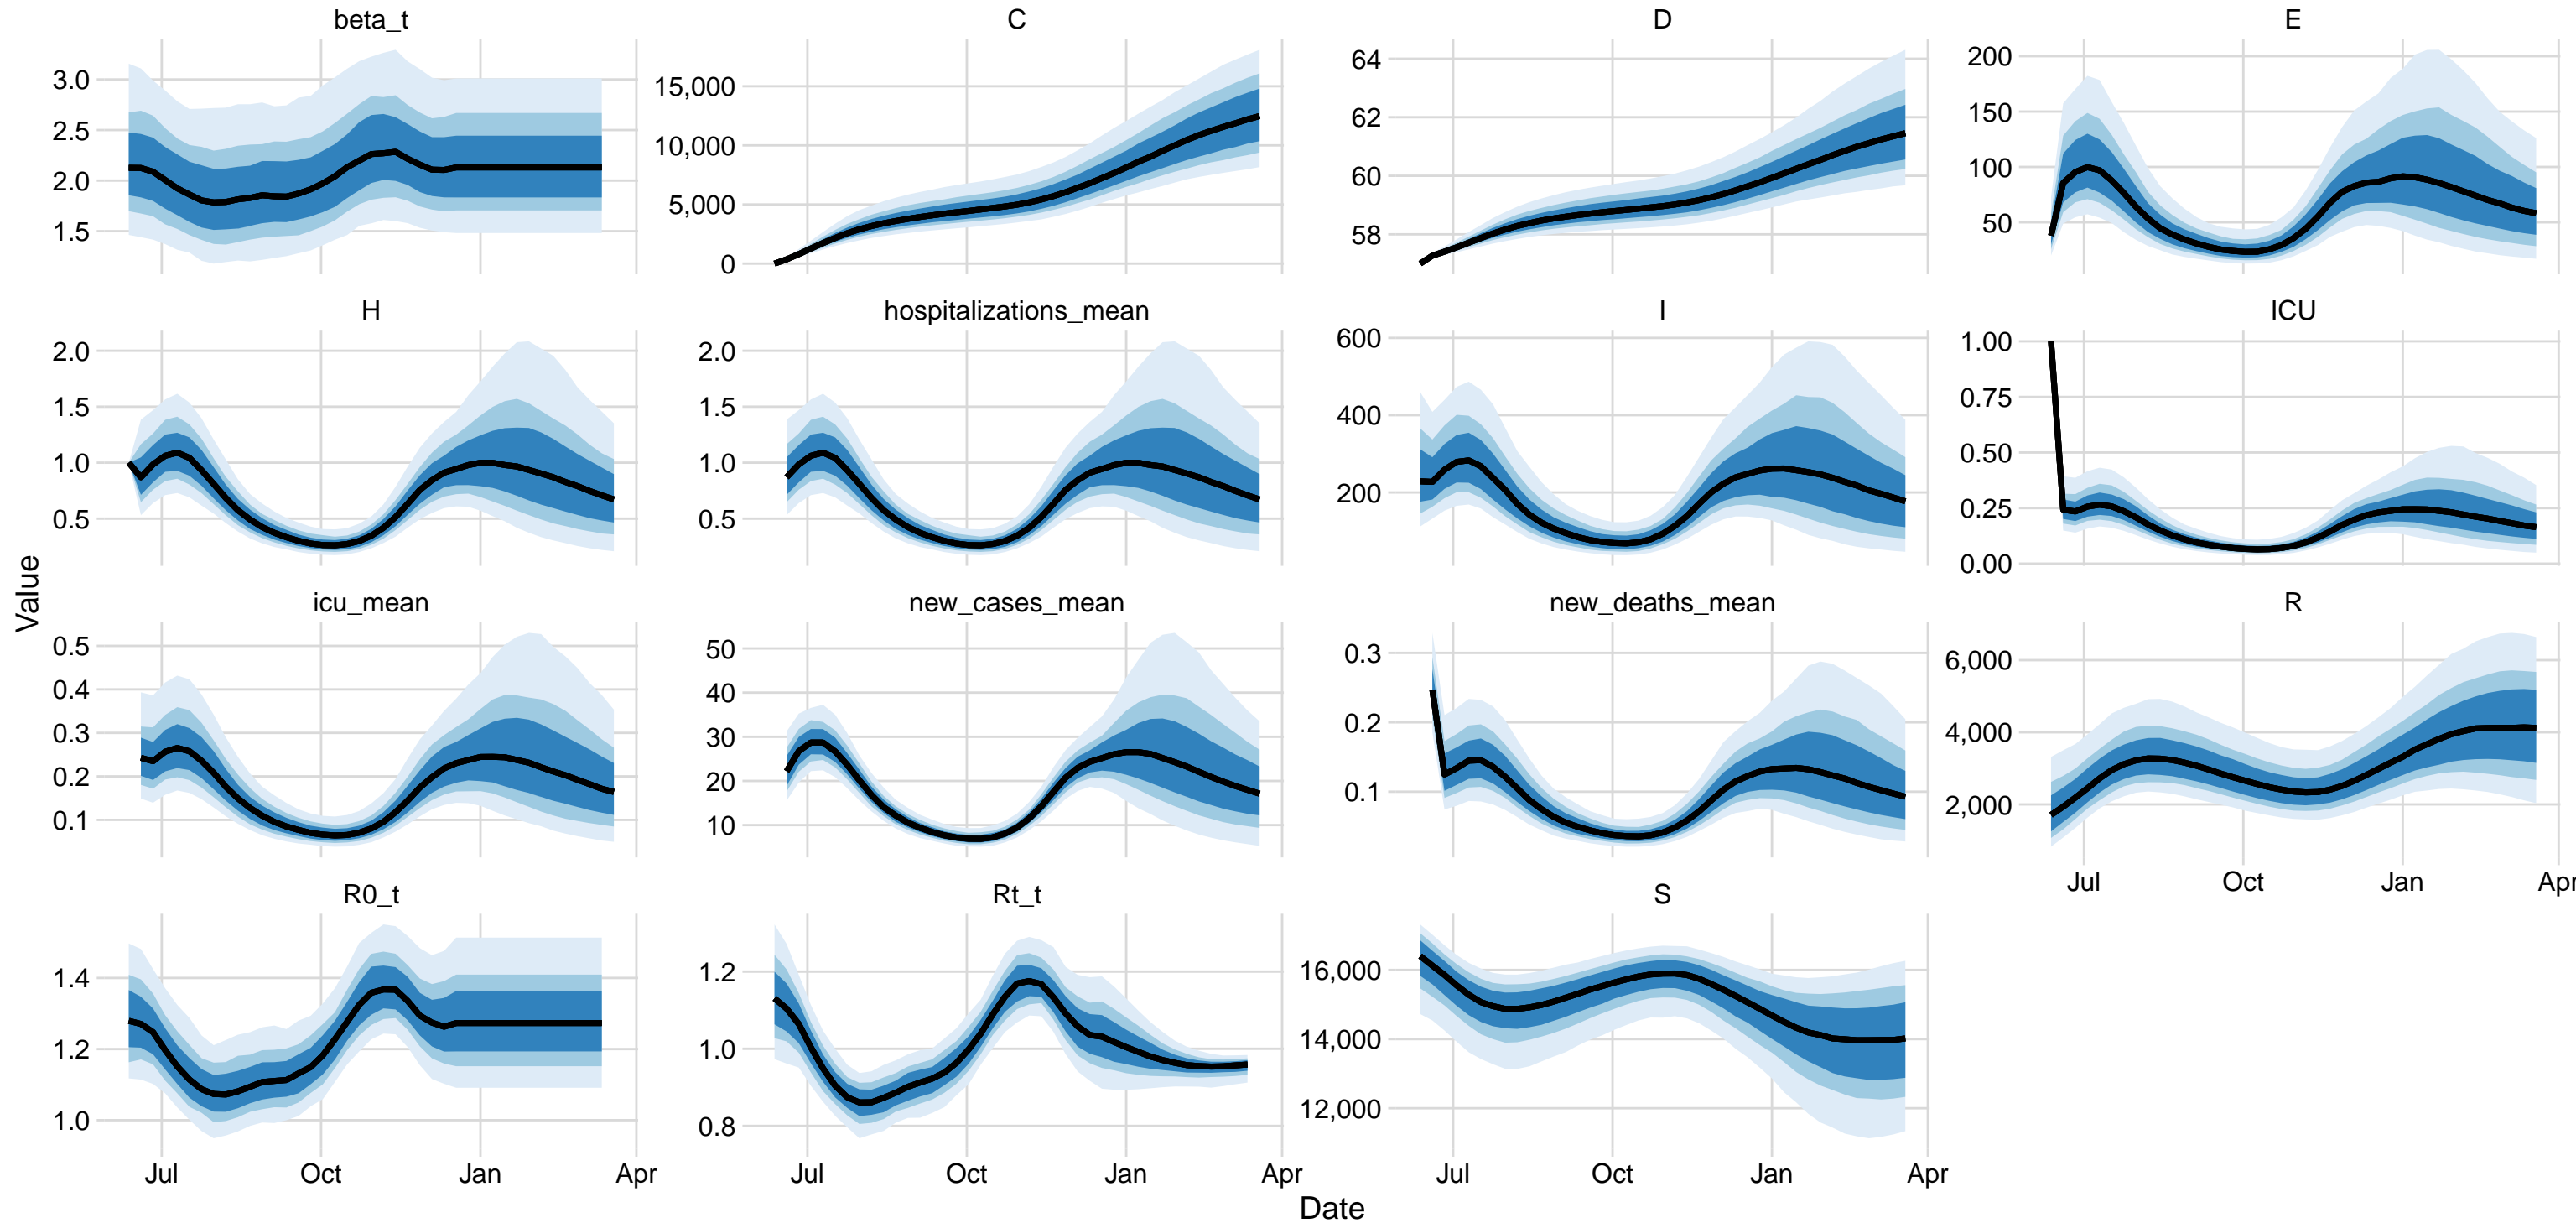 beta_t
C
D
E
3.0
2.5
2.0
1.5
15,000
10,000
5,000
0
64
62
60
58
200
150
100
50
H
hospitalizations_mean
I
ICU
2.0
1.5
1.0
0.5
2.0
1.5
1.0
0.5
600
400
200
1.00
0.75
0.50
0.25
0.00
icu_mean
new_cases_mean
new_deaths_mean
R
0.5
0.4
0.3
0.2
0.1
50
40
30
20
10
0.3
0.2
0.1
6,000
4,000
2,000
Jul Oct Jan Apr
R0_t
Rt_t
S
1.4
1.2
1.0
1.2
1.0
0.8
16,000
14,000
12,000
Jul Oct Jan Apr
Jul Oct Jan Apr
Jul Oct Jan Apr
Value
Date